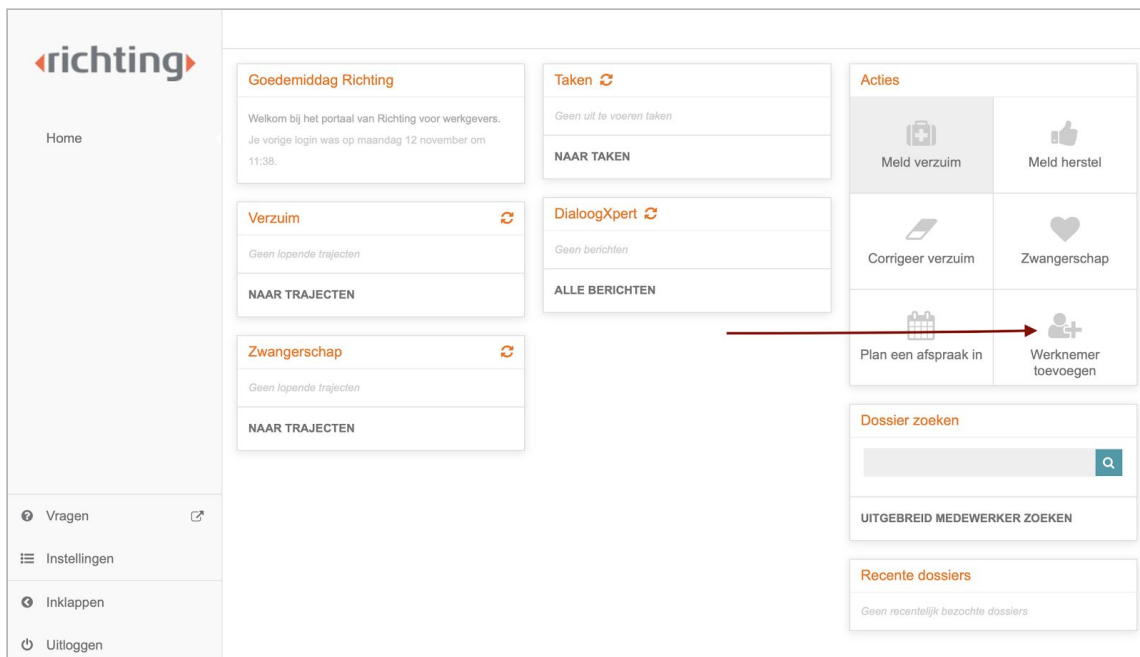 richting
Home
Goedemiddag Richting
Welkom bij het portaal van Richting voor werkgevers.
Je vorige login was op maandag 12 november om
11:38.
Verzuim
Geen lopende trajecten
NAAR TRAJECTEN
Zwangerschap
Geen lopende trajecten
NAAR TRAJECTEN
Taken
Geen uit te voeren taken
NAAR TAKEN
DialoogXpert
Geen berichten
ALLE BERICHTEN
Acties
Meld verzuim
Meld herstel
Corrigeer verzuim
Zwangerschap
Plan een afspraak in
Werknemer
toevoegen
Dossier zoeken
UITGEBREID MEDEWERKER ZOEKEN
Recente dossiers
Geen recentelijk bezochte dossiers
Vragen
Instellingen
Inklappen
Uitloggen